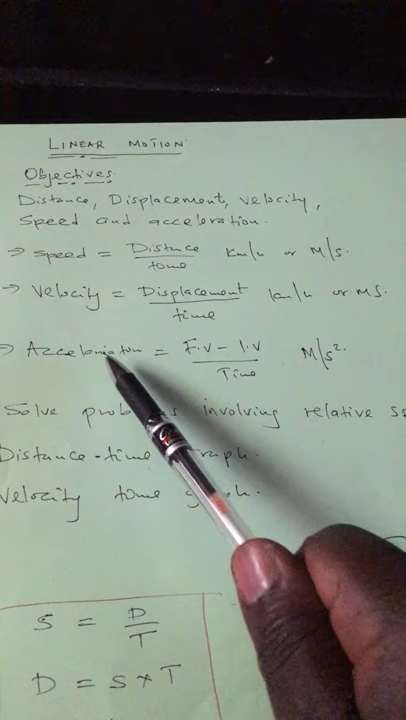 LINEAR MOTION
Objectives
Distance, Displacement, velocity,
Speed and acceleration.
→ Speed = Distance / time km/h or M/s.
→ Velocity = Displacement / time km/h or MS.
→ Acceleration = F.V - I.V / Time M/s².
Solve involving relative
Distance - time graph.
Velocity time graph.
S = D / T
D = S × T